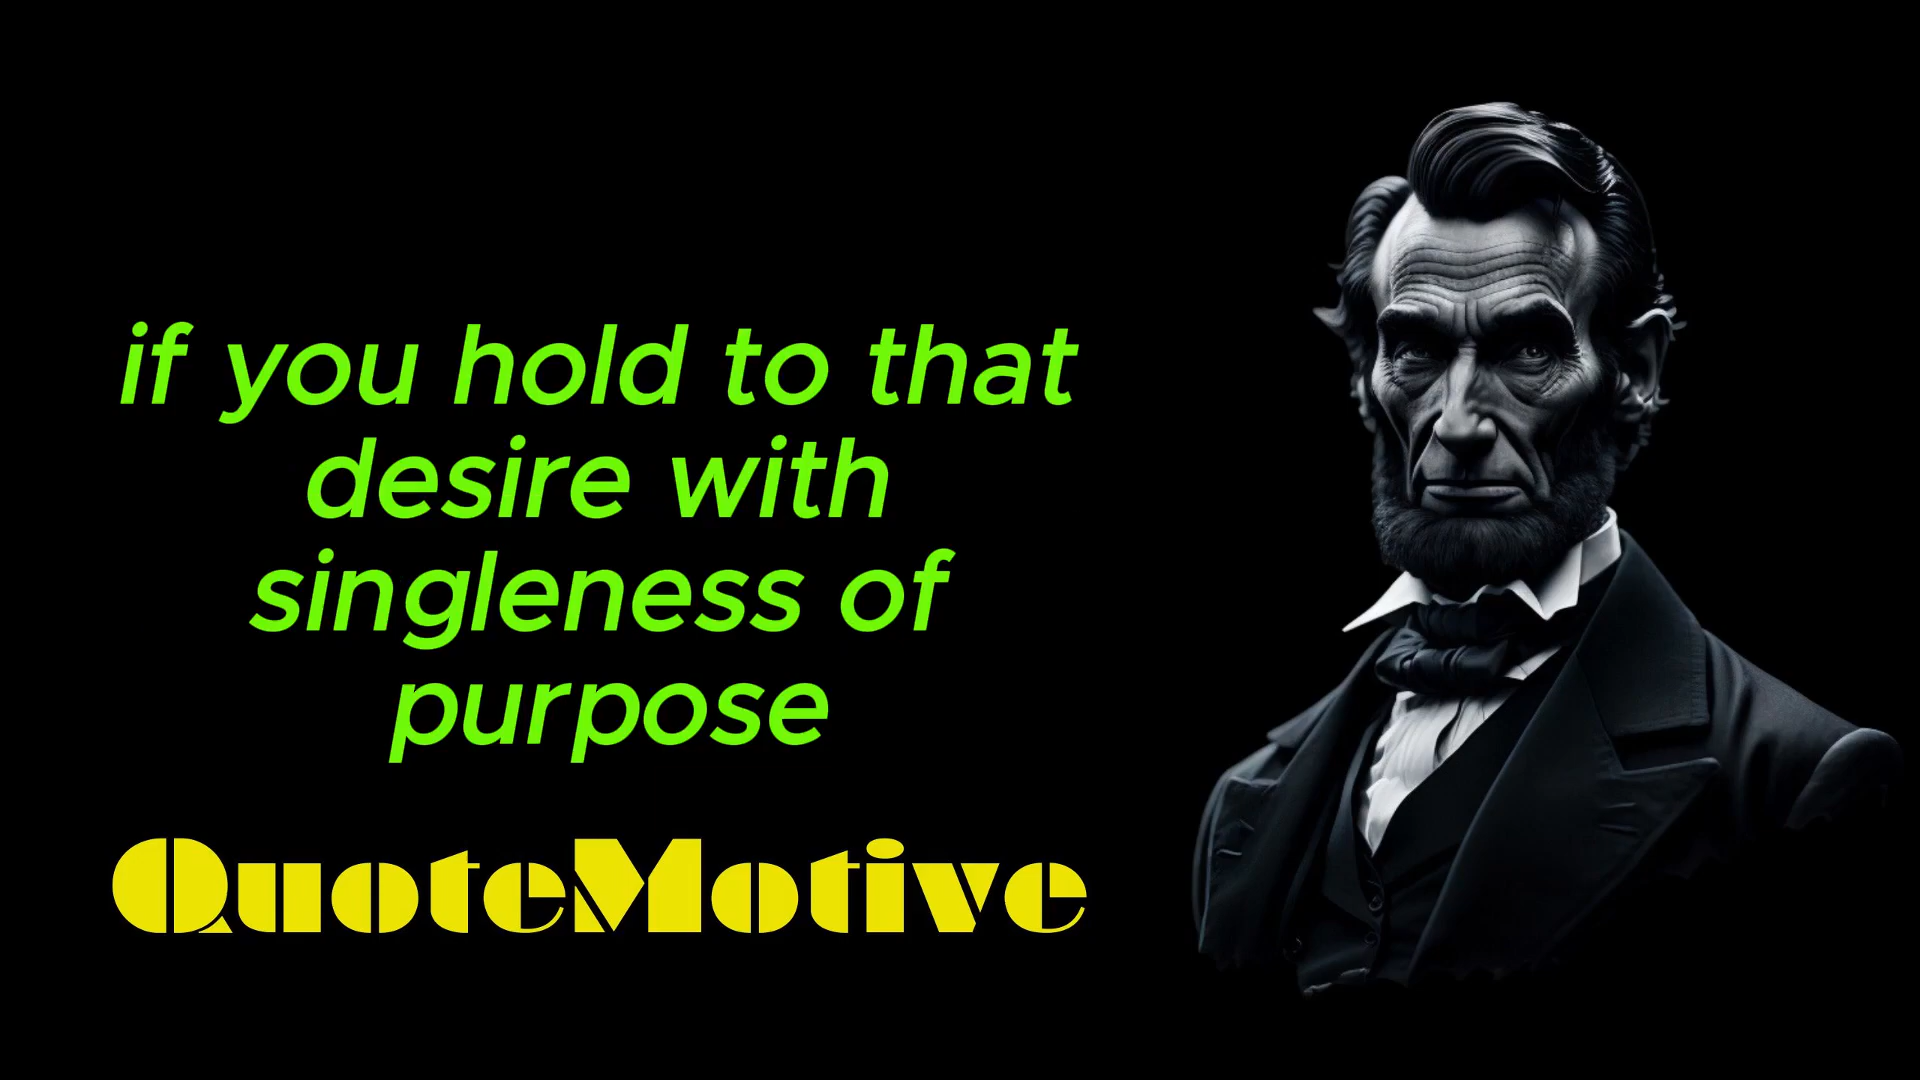 if you hold to that
desire with
singleness of
purpose
QuoteMotive